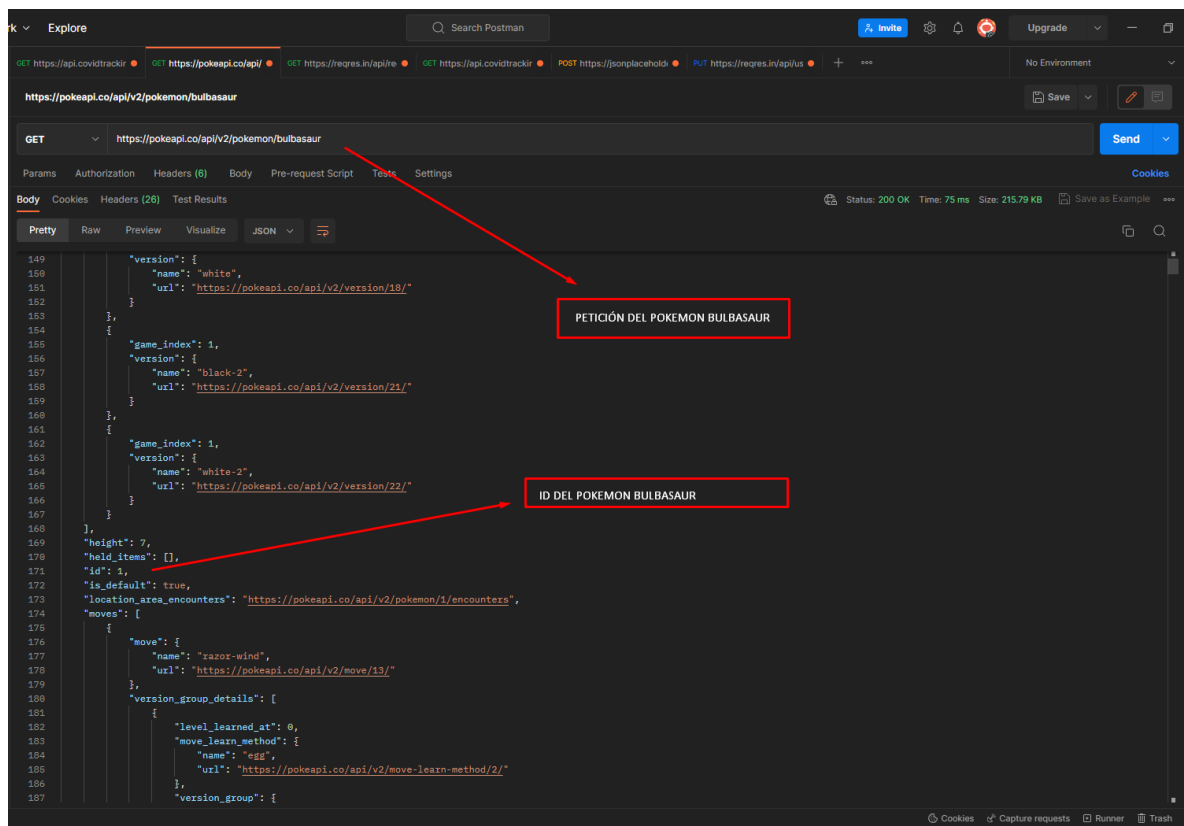 rk Explore Search Postman Invite Upgrade
GET https://api.covidtrackir GET https://pokeapi.co/api/ GET https://reqres.in/api/re GET https://api.covidtrackir POST https://jsonplaceholde PUT https://reqres.in/api/us + ooo No Environment
https://pokeapi.co/api/v2/pokemon/bulbasaur Save
GET https://pokeapi.co/api/v2/pokemon/bulbasaur Send
Params Authorization Headers (6) Body Pre-request Script Tests Settings Cookies
Body Cookies Headers (26) Test Results Status: 200 OK Time: 75 ms Size: 215.79 KB Save as Example ooo
Pretty Raw Preview Visualize JSON
149 "version": {
150 "name": "white",
151 "url": "https://pokeapi.co/api/v2/version/18/"
152 }
153 },
PETICIÓN DEL POKEMON BULBASAUR
154 {
155 "game_index": 1,
156 "version": {
157 "name": "black-2",
158 "url": "https://pokeapi.co/api/v2/version/21/"
159 }
160 },
161 {
162 "game_index": 1,
163 "version": {
164 "name": "white-2",
165 "url": "https://pokeapi.co/api/v2/version/22/"
166 }
ID DEL POKEMON BULBASAUR
167 }
168 ],
169 "height": 7,
170 "held_items": [],
171 "id": 1,
172 "is_default": true,
173 "location_area_encounters": "https://pokeapi.co/api/v2/pokemon/1/encounters",
174 "moves": [
175 {
176 "move": {
177 "name": "razor-wind",
178 "url": "https://pokeapi.co/api/v2/move/13/"
179 },
180 "version_group_details": [
181 {
182 "level_learned_at": 0,
183 "move_learn_method": {
184 "name": "egg",
185 "url": "https://pokeapi.co/api/v2/move-learn-method/2/"
186 },
187 "version_group": {
Cookies Capture requests Runner Trash